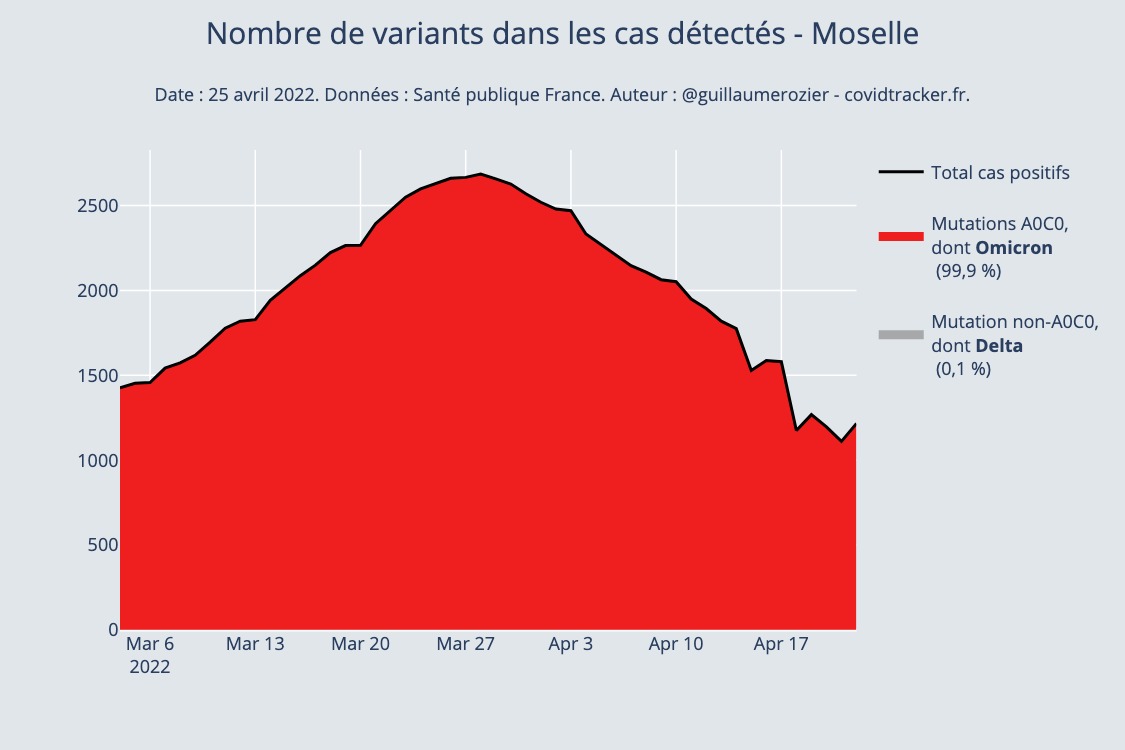 Nombre de variants dans les cas détectés - Moselle
Date : 25 avril 2022. Données : Santé publique France. Auteur : @guillaumerozier - covidtracker.fr.
Total cas positifs
Mutations A0C0,
dont Omicron
(99,9 %)
Mutation non-A0C0,
dont Delta
(0,1 %)
2500
2000
1500
1000
500
0
Mar 6 Mar 13 Mar 20 Mar 27 Apr 3 Apr 10 Apr 17
2022